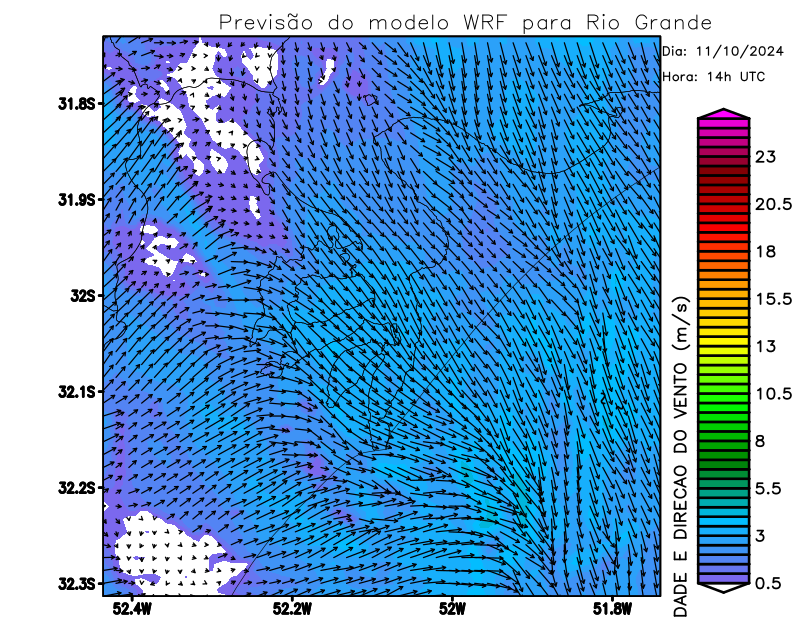 Previsão do modelo WRF para Rio Grande
Dia: 11/10/2024
Hora: 14h UTC
31.8S
31.9S
32S
32.1S
32.2S
32.3S
52.4W
52.2W
52W
51.8W
DADE E DIRECAO DO VENTO (m/s)
23
20.5
18
15.5
13
10.5
8
5.5
3
0.5